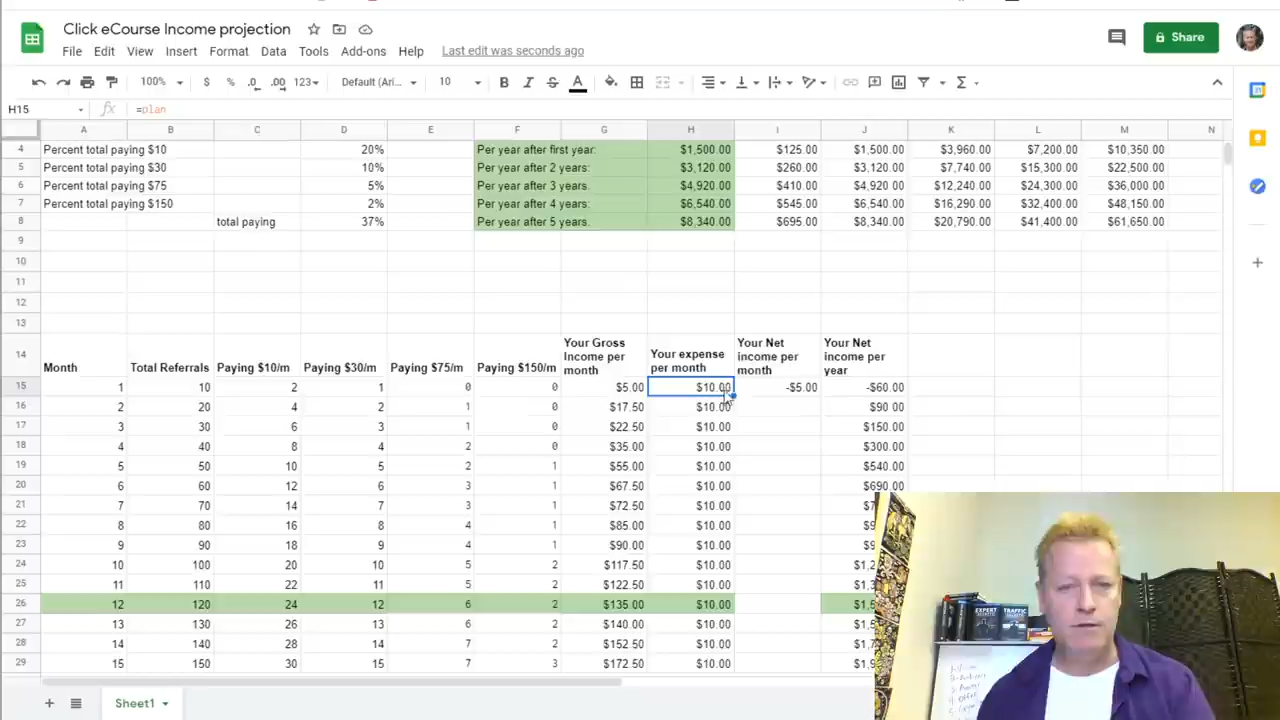 Click eCourse Income projection
File Edit View Insert Format Data Tools Add-ons Help Last edit was seconds ago
Share
100% $ % .0 .00 123 Default (Ari... 10 B I S A
H15 fx =plan
A B C D E F G H I J K L M N
4 Percent total paying $10 20% Per year after first year: $1,500.00 $125.00 $1,500.00 $3,960.00 $7,200.00 $10,350.00
5 Percent total paying $30 10% Per year after 2 years: $3,120.00 $260.00 $3,120.00 $7,740.00 $15,300.00 $22,500.00
6 Percent total paying $75 5% Per year after 3 years. $4,920.00 $410.00 $4,920.00 $12,240.00 $24,300.00 $36,000.00
7 Percent total paying $150 2% Per year after 4 years: $6,540.00 $545.00 $6,540.00 $16,290.00 $32,400.00 $48,150.00
8 total paying 37% Per year after 5 years. $8,340.00 $695.00 $8,340.00 $20,790.00 $41,400.00 $61,650.00
9
10
11
12
13
14 Month Total Referrals Paying $10/m Paying $30/m Paying $75/m Paying $150/m Your Gross Income per month Your expense per month Your Net income per month Your Net income per year
15 1 10 2 1 0 0 $5.00 $10.00 -$5.00 -$60.00
16 2 20 4 2 1 0 $17.50 $10.00 $90.00
17 3 30 6 3 1 0 $22.50 $10.00 $150.00
18 4 40 8 4 2 0 $35.00 $10.00 $300.00
19 5 50 10 5 2 1 $55.00 $10.00 $540.00
20 6 60 12 6 3 1 $67.50 $10.00 $690.00
21 7 70 14 7 3 1 $72.50 $10.00
22 8 80 16 8 4 1 $85.00 $10.00
23 9 90 18 9 4 1 $90.00 $10.00
24 10 100 20 10 5 2 $117.50 $10.00
25 11 110 22 11 5 2 $122.50 $10.00
26 12 120 24 12 6 2 $135.00 $10.00
27 13 130 26 13 6 2 $140.00 $10.00
28 14 140 28 14 7 2 $152.50 $10.00
29 15 150 30 15 7 3 $172.50 $10.00
EXPERT
TRAFFIC
Sheet1